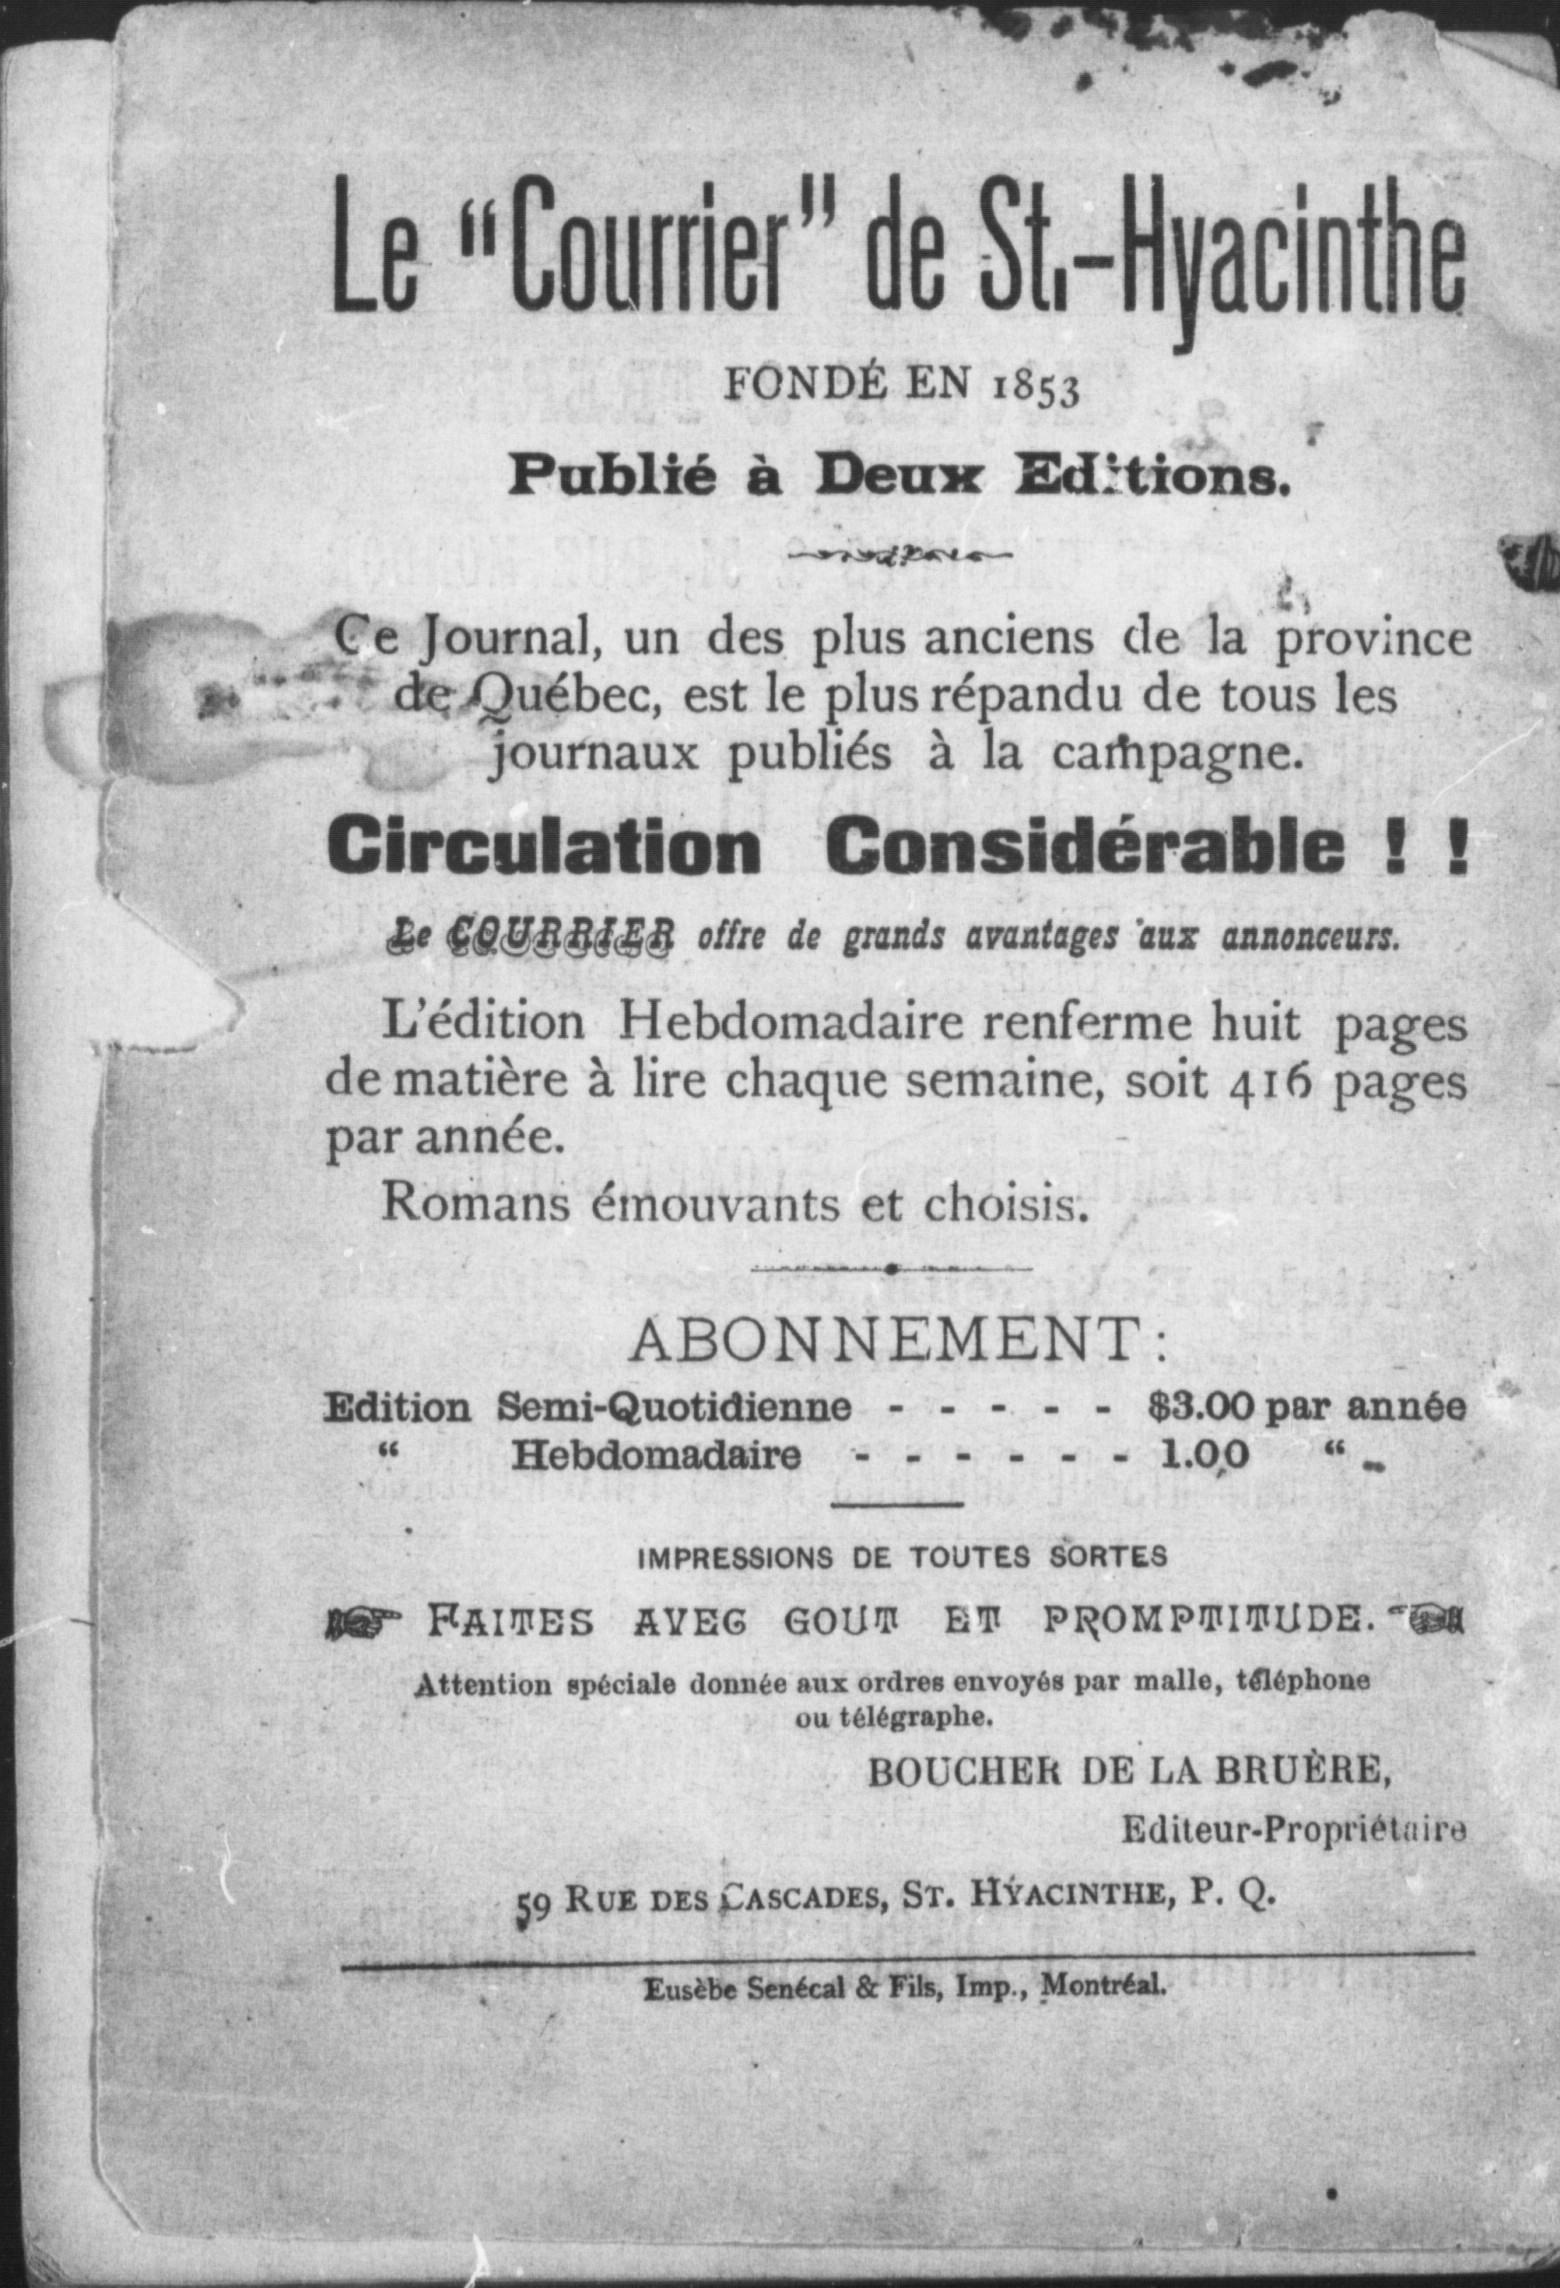 Le "Courrier" de St.-Hyacinthe
FONDÉ EN 1853
Publié à Deux Editions.
Ce Journal, un des plus anciens de la province
de Québec, est le plus répandu de tous les
journaux publiés à la campagne.
Circulation Considérable ! !
Le COURRIER offre de grands avantages aux annonceurs.
L'édition Hebdomadaire renferme huit pages
de matière à lire chaque semaine, soit 416 pages
par année.
Romans émouvants et choisis.
ABONNEMENT:
Edition Semi-Quotidienne - - - - - $3.00 par année
" Hebdomadaire - - - - - - 1.00 "
IMPRESSIONS DE TOUTES SORTES
FAITES AVEC GOUT ET PROMPTITUDE.
Attention spéciale donnée aux ordres envoyés par malle, téléphone
ou télégraphe.
BOUCHER DE LA BRUÈRE,
Editeur-Propriétaire
59 RUE DES CASCADES, ST. HYACINTHE, P. Q.
Eusèbe Senécal & Fils, Imp., Montréal.